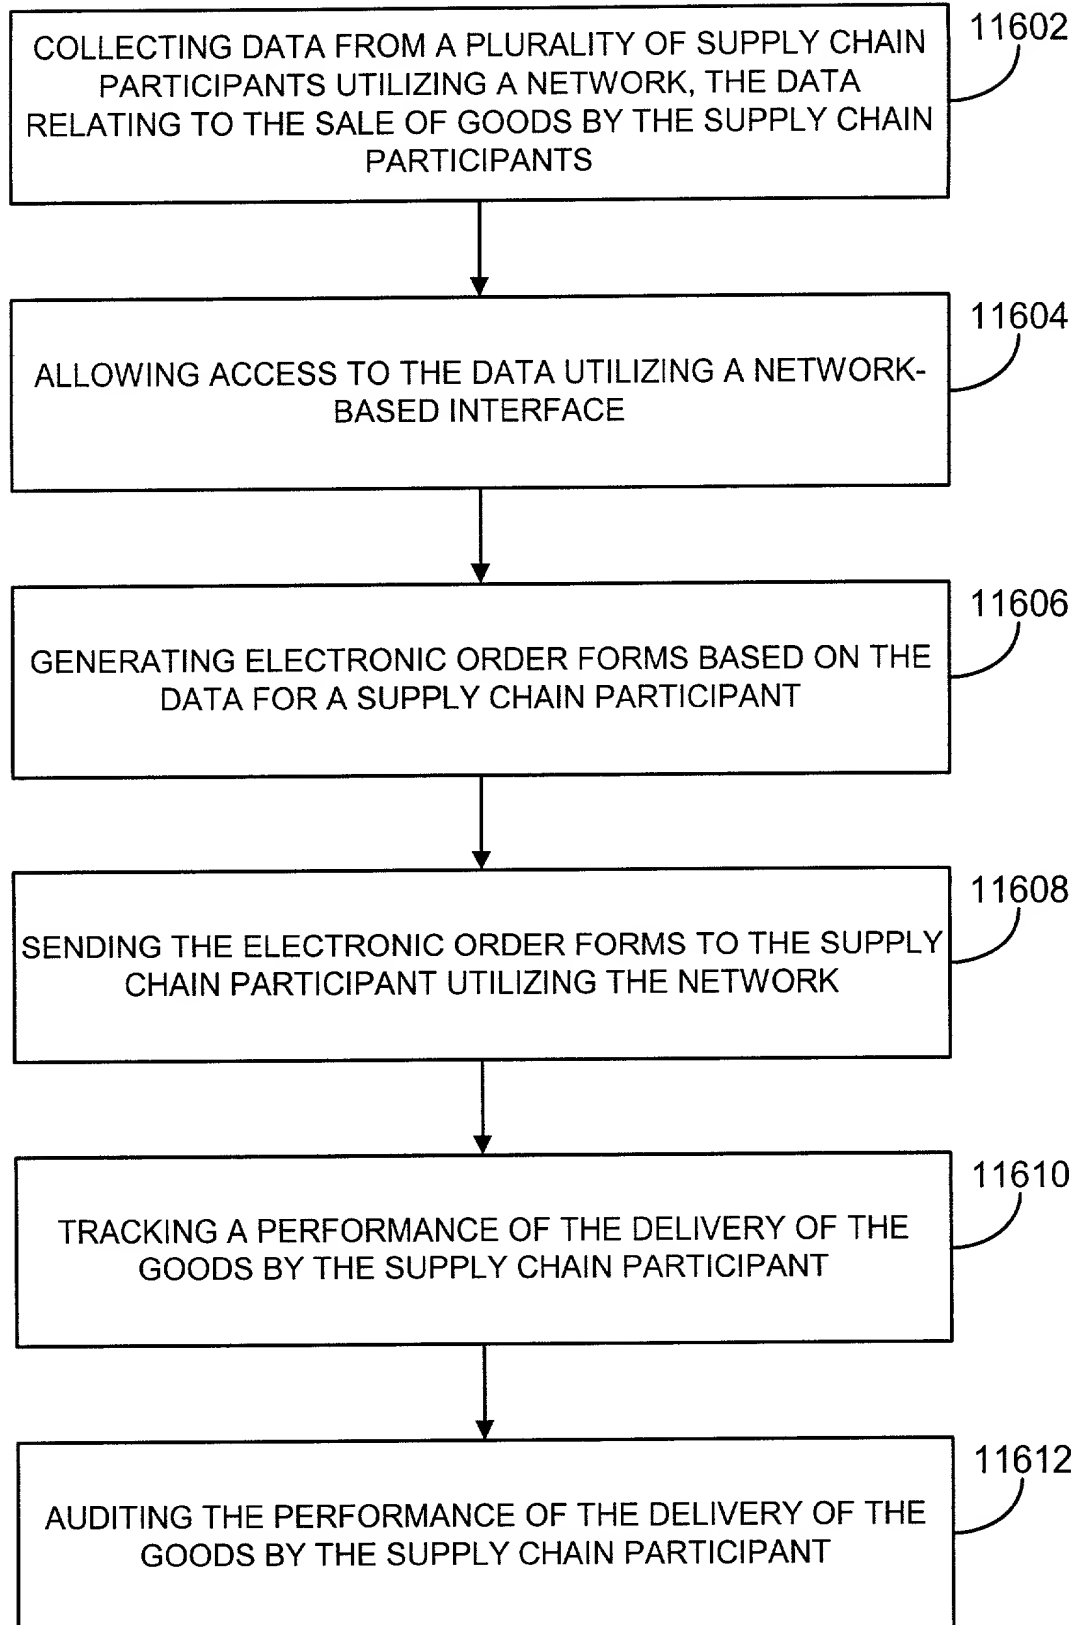 COLLECTING DATA FROM A PLURALITY OF SUPPLY CHAIN
PARTICIPANTS UTILIZING A NETWORK, THE DATA
RELATING TO THE SALE OF GOODS BY THE SUPPLY CHAIN
PARTICIPANTS
11602
ALLOWING ACCESS TO THE DATA UTILIZING A NETWORK-
BASED INTERFACE
11604
GENERATING ELECTRONIC ORDER FORMS BASED ON THE
DATA FOR A SUPPLY CHAIN PARTICIPANT
11606
SENDING THE ELECTRONIC ORDER FORMS TO THE SUPPLY
CHAIN PARTICIPANT UTILIZING THE NETWORK
11608
TRACKING A PERFORMANCE OF THE DELIVERY OF THE
GOODS BY THE SUPPLY CHAIN PARTICIPANT
11610
AUDITING THE PERFORMANCE OF THE DELIVERY OF THE
GOODS BY THE SUPPLY CHAIN PARTICIPANT
11612